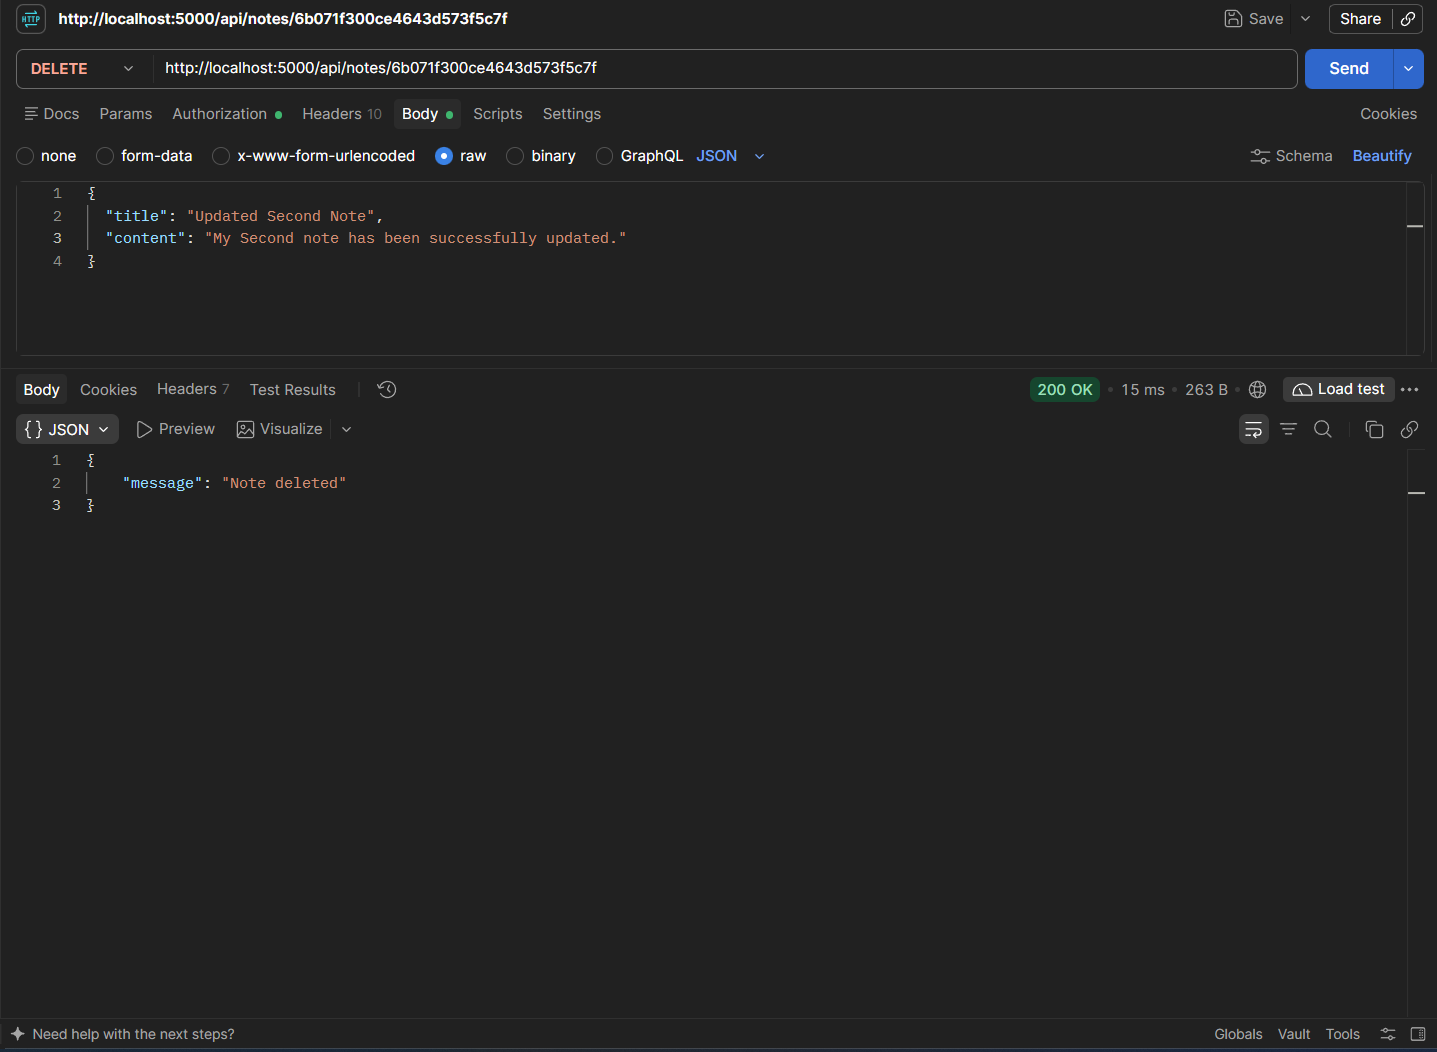 HTTP http://localhost:5000/api/notes/6b071f300ce4643d573f5c7f Save Share
DELETE http://localhost:5000/api/notes/6b071f300ce4643d573f5c7f Send
Docs Params Authorization Headers 10 Body Scripts Settings Cookies
none form-data x-www-form-urlencoded raw binary GraphQL JSON Schema Beautify
1 {
2 "title": "Updated Second Note",
3 "content": "My Second note has been successfully updated."
4 }
Body Cookies Headers 7 Test Results 200 OK • 15 ms • 263 B • Load test
{} JSON Preview Visualize
1 {
2 "message": "Note deleted"
3 }
Need help with the next steps? Globals Vault Tools